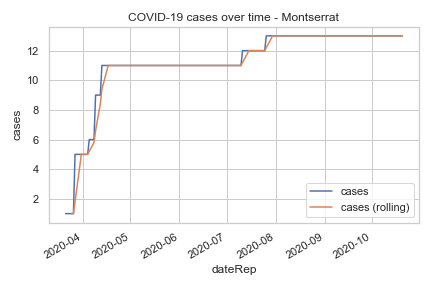 COVID-19 cases over time - Montserrat
cases
12
10
8
6
4
2
cases
cases (rolling)
2020-04
2020-05
2020-06
2020-07
2020-08
2020-09
2020-10
dateRep